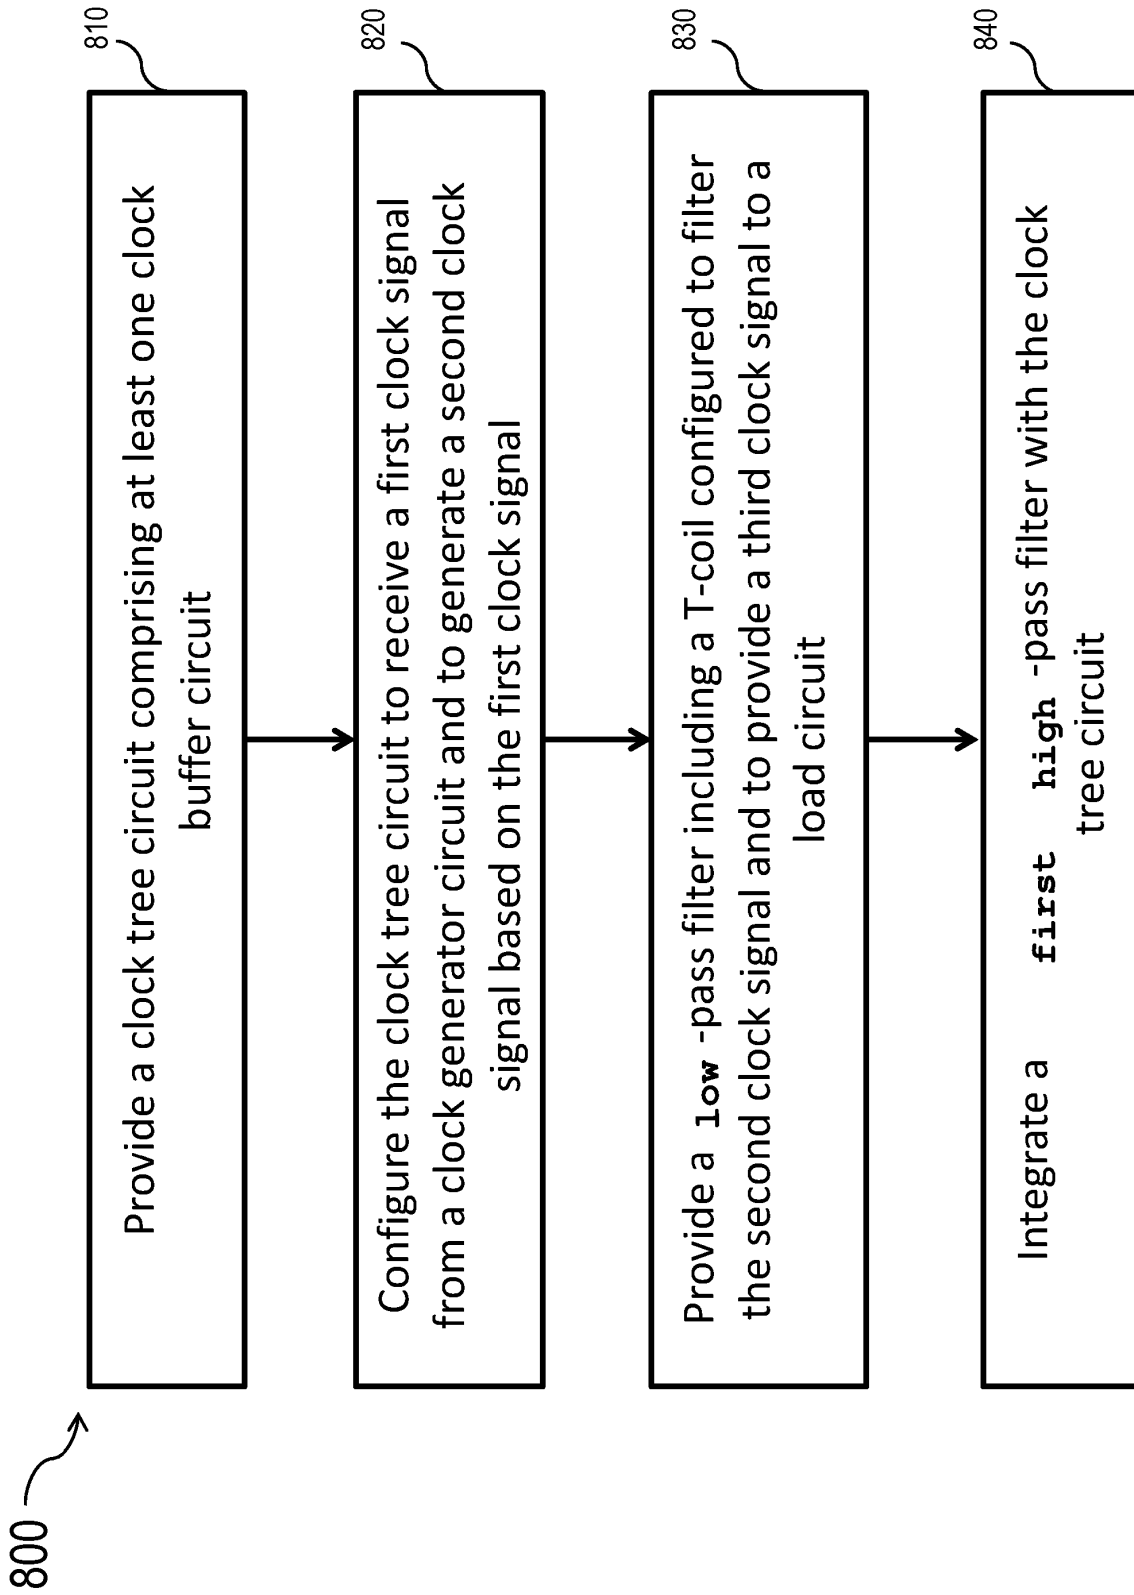 800
810
Provide a clock tree circuit comprising at least one clock
buffer circuit
820
Configure the clock tree circuit to receive a first clock signal
from a clock generator circuit and to generate a second clock
signal based on the first clock signal
830
Provide a low -pass filter including a T-coil configured to filter
the second clock signal and to provide a third clock signal to a
load circuit
840
Integrate a first high -pass filter with the clock
tree circuit